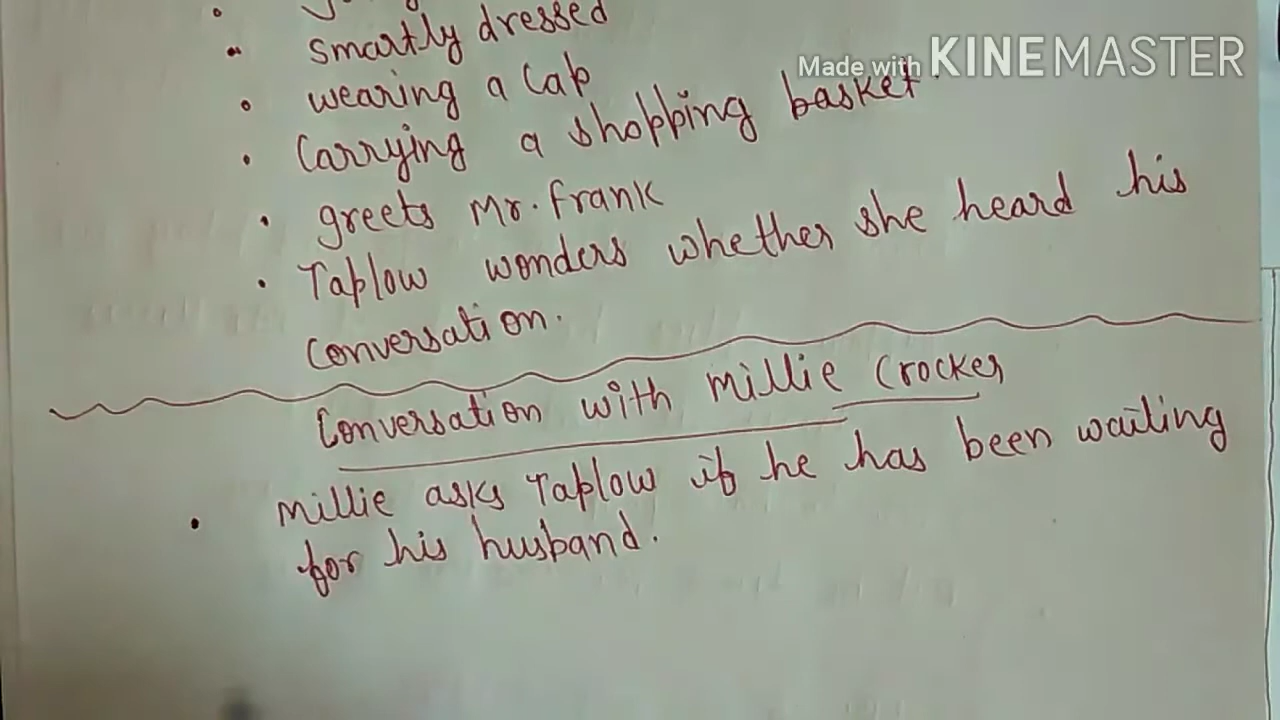 • smartly dressed
Made with KINEMASTER
• wearing a Cap
• Carrying a shopping basket.
• greets Mr. Frank
• Taplow wonders whether she heard his
Conversation.
Conversation with Millie Crocker
• Millie asks Taplow if he has been waiting
for his husband.